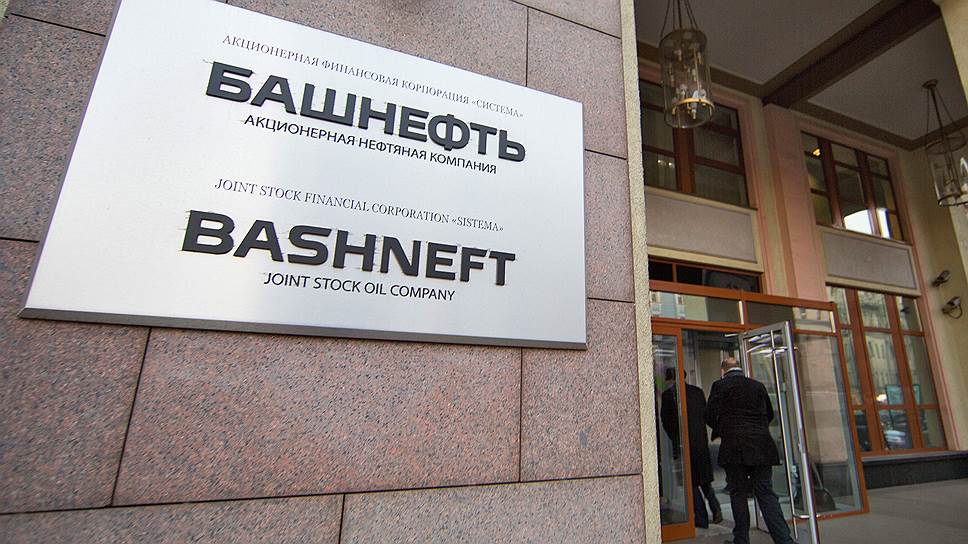 АКЦИОНЕРНАЯ ФИНАНСОВАЯ КОРПОРАЦИЯ «СИСТЕМА»
БАШНЕФТЬ
АКЦИОНЕРНАЯ НЕФТЯНАЯ КОМПАНИЯ
JOINT STOCK FINANCIAL CORPORATION «SISTEMA»
BASHNEFT
JOINT STOCK OIL COMPANY